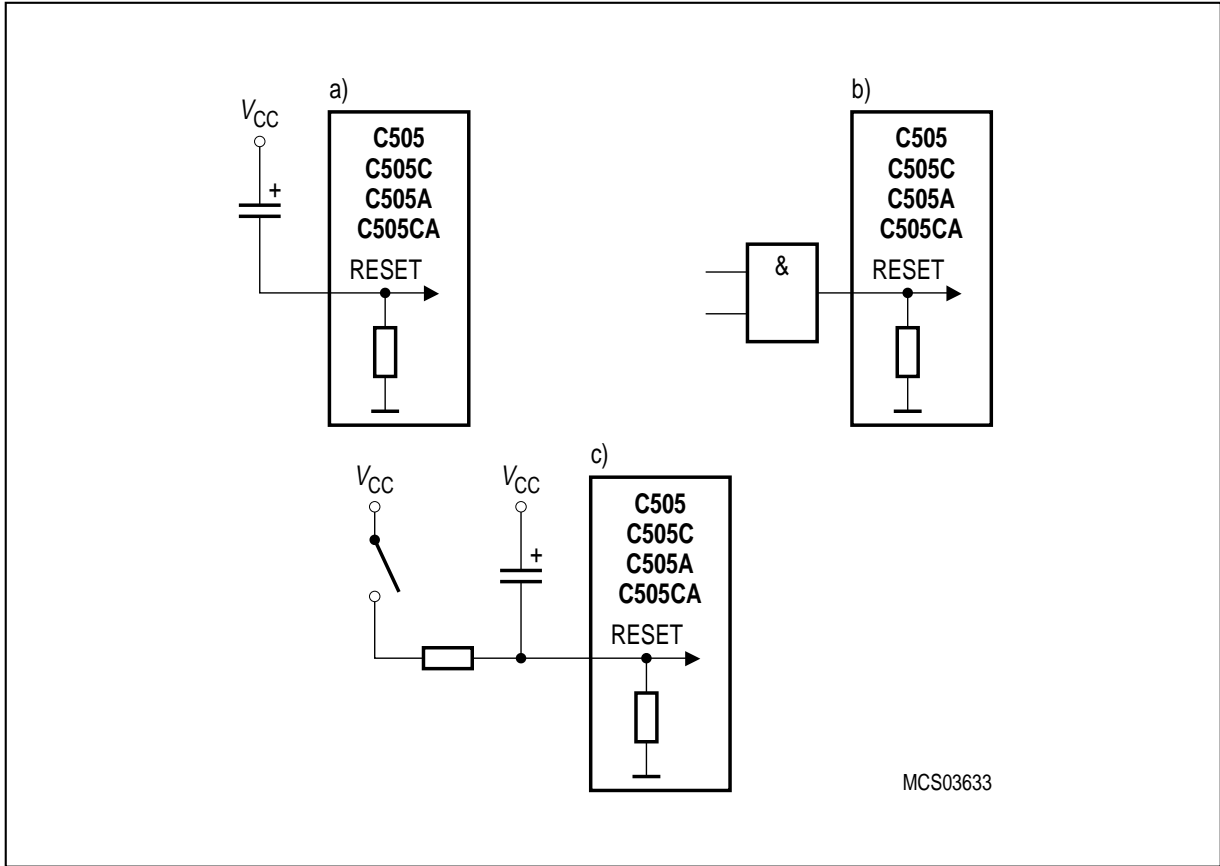 a)
V_CC
+
C505
C505C
C505A
C505CA
RESET
b)
&
C505
C505C
C505A
C505CA
RESET
c)
V_CC
V_CC
+
C505
C505C
C505A
C505CA
RESET
MCS03633